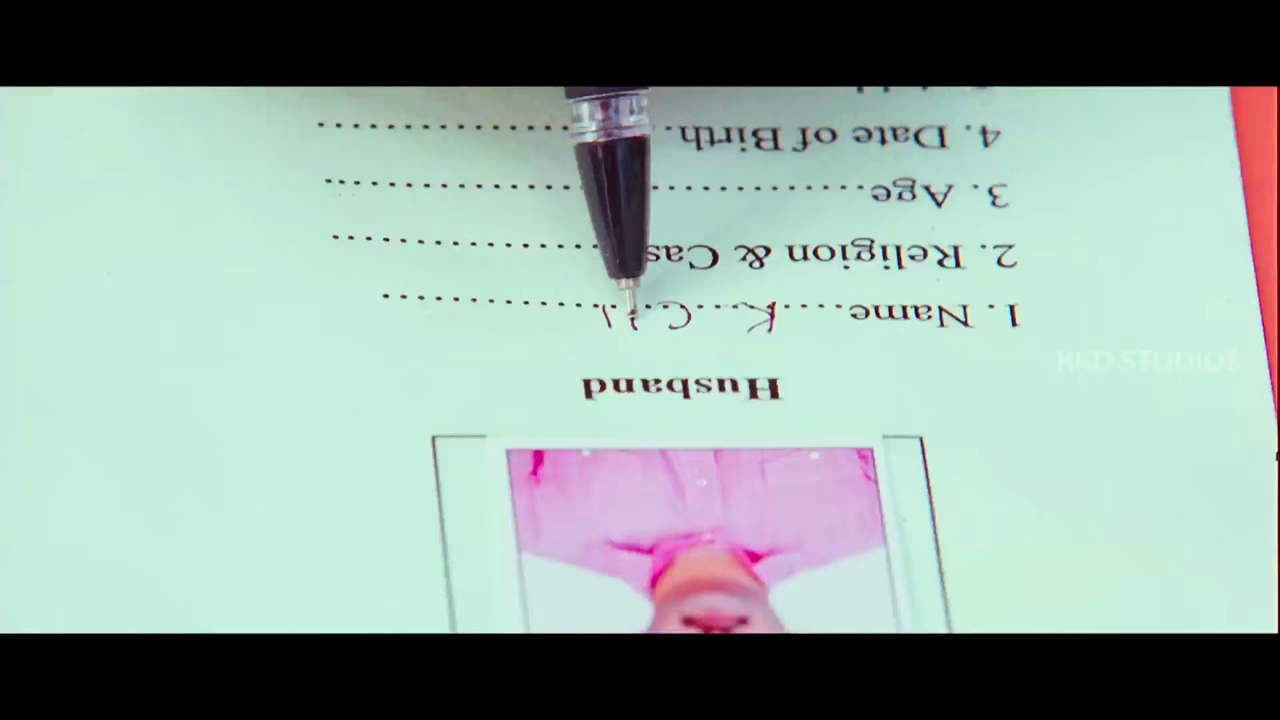 Husband
1. Name....K...C...............
2. Religion & Cas...............
3. Age..............................
4. Date of Birth....................
RKD STUDIOS